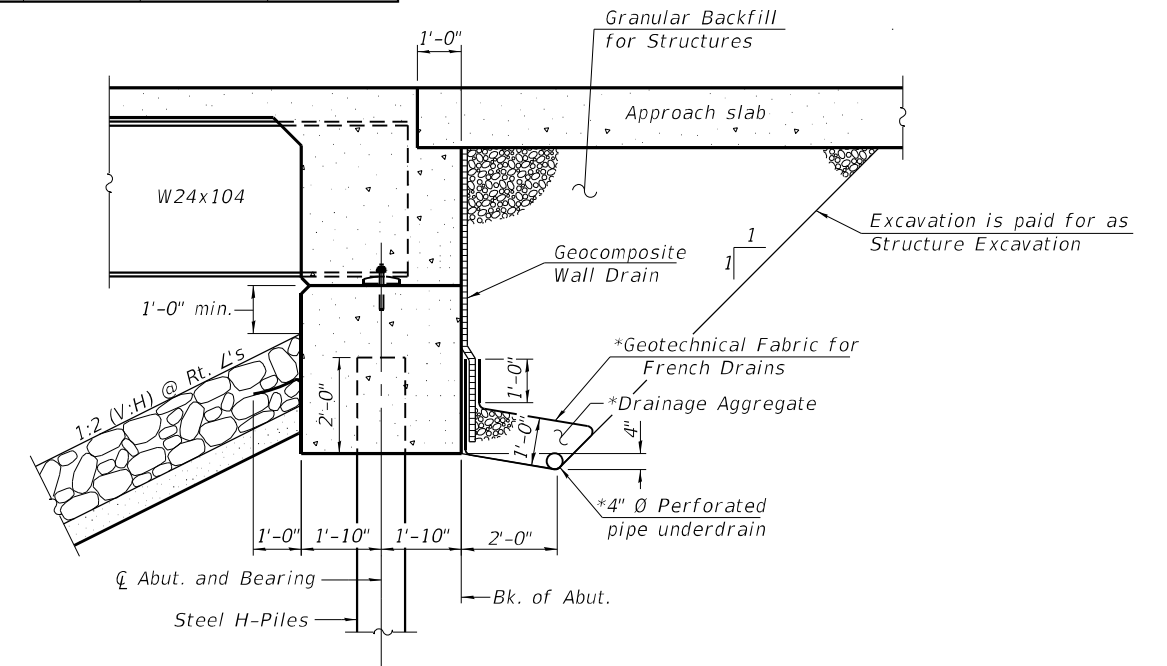 Granular Backfill
for Structures
1'-0"
Approach slab
W24x104
Excavation is paid for as
Structure Excavation
1
1
Geocomposite
Wall Drain
1'-0" min.
1:2 (V:H) @ Rt. L's
*Geotechnical Fabric for
French Drains
1'-0"
2'-0"
*Drainage Aggregate
1'-0"
4"
*4" Ø Perforated
pipe underdrain
1'-0"
1'-10"
1'-10"
2'-0"
℄ Abut. and Bearing
Bk. of Abut.
Steel H-Piles